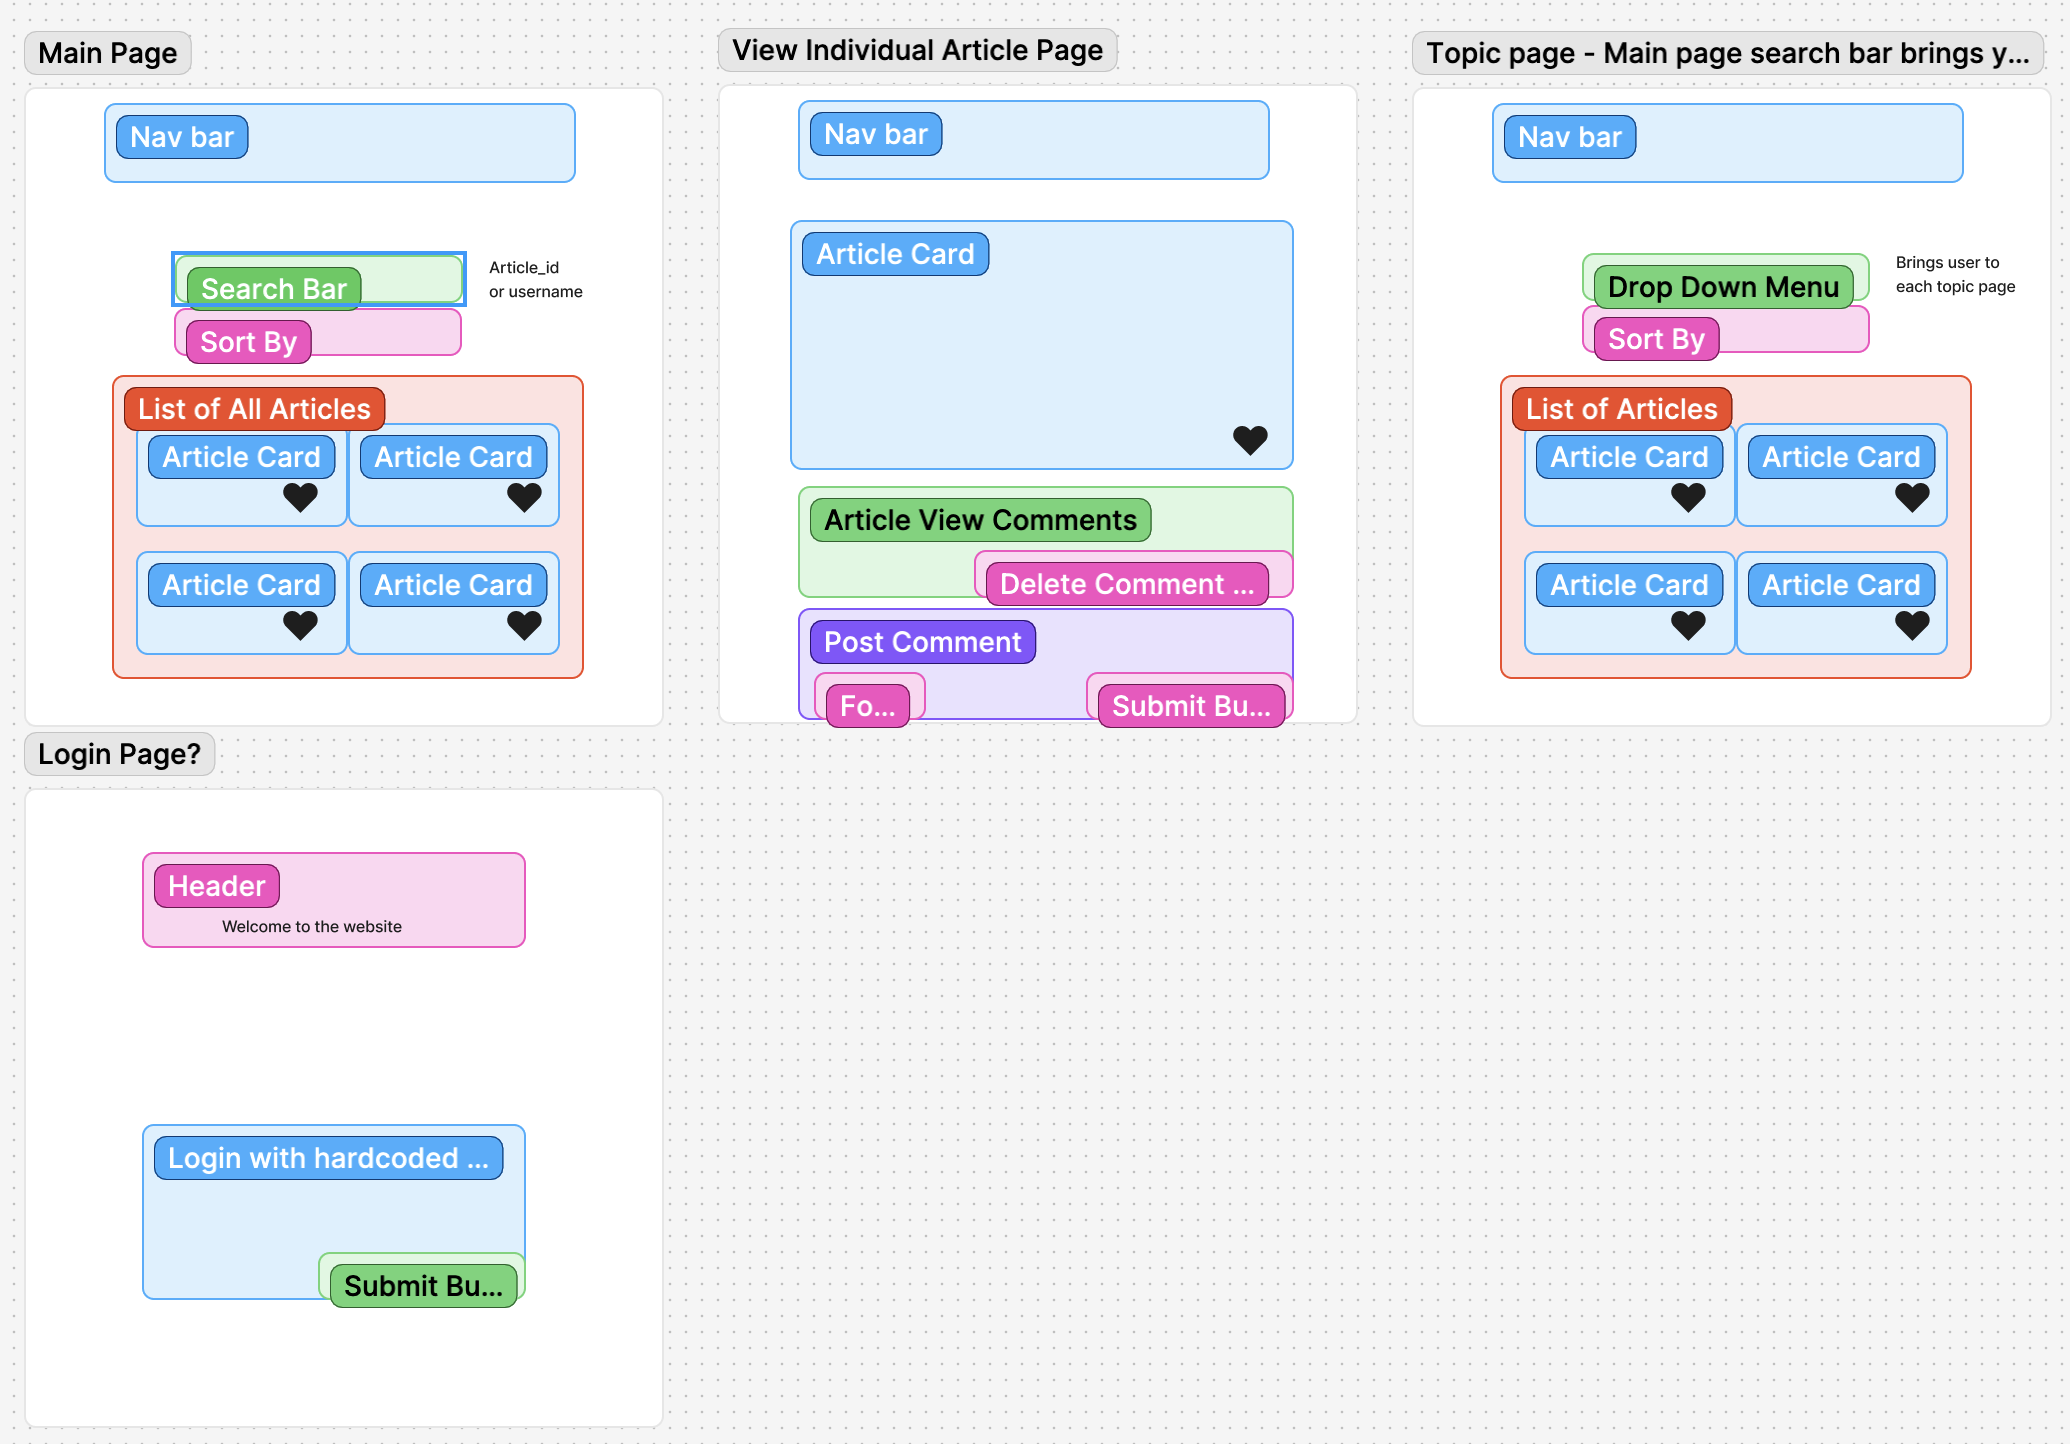 Main Page
Nav bar
Search Bar
Article_id
or username
Sort By
List of All Articles
Article Card
Article Card
Article Card
Article Card
View Individual Article Page
Nav bar
Article Card
Article View Comments
Delete Comment ...
Post Comment
Fo...
Submit Bu...
Topic page - Main page search bar brings y...
Nav bar
Drop Down Menu
Brings user to
each topic page
Sort By
List of Articles
Article Card
Article Card
Article Card
Article Card
Login Page?
Header
Welcome to the website
Login with hardcoded ...
Submit Bu...